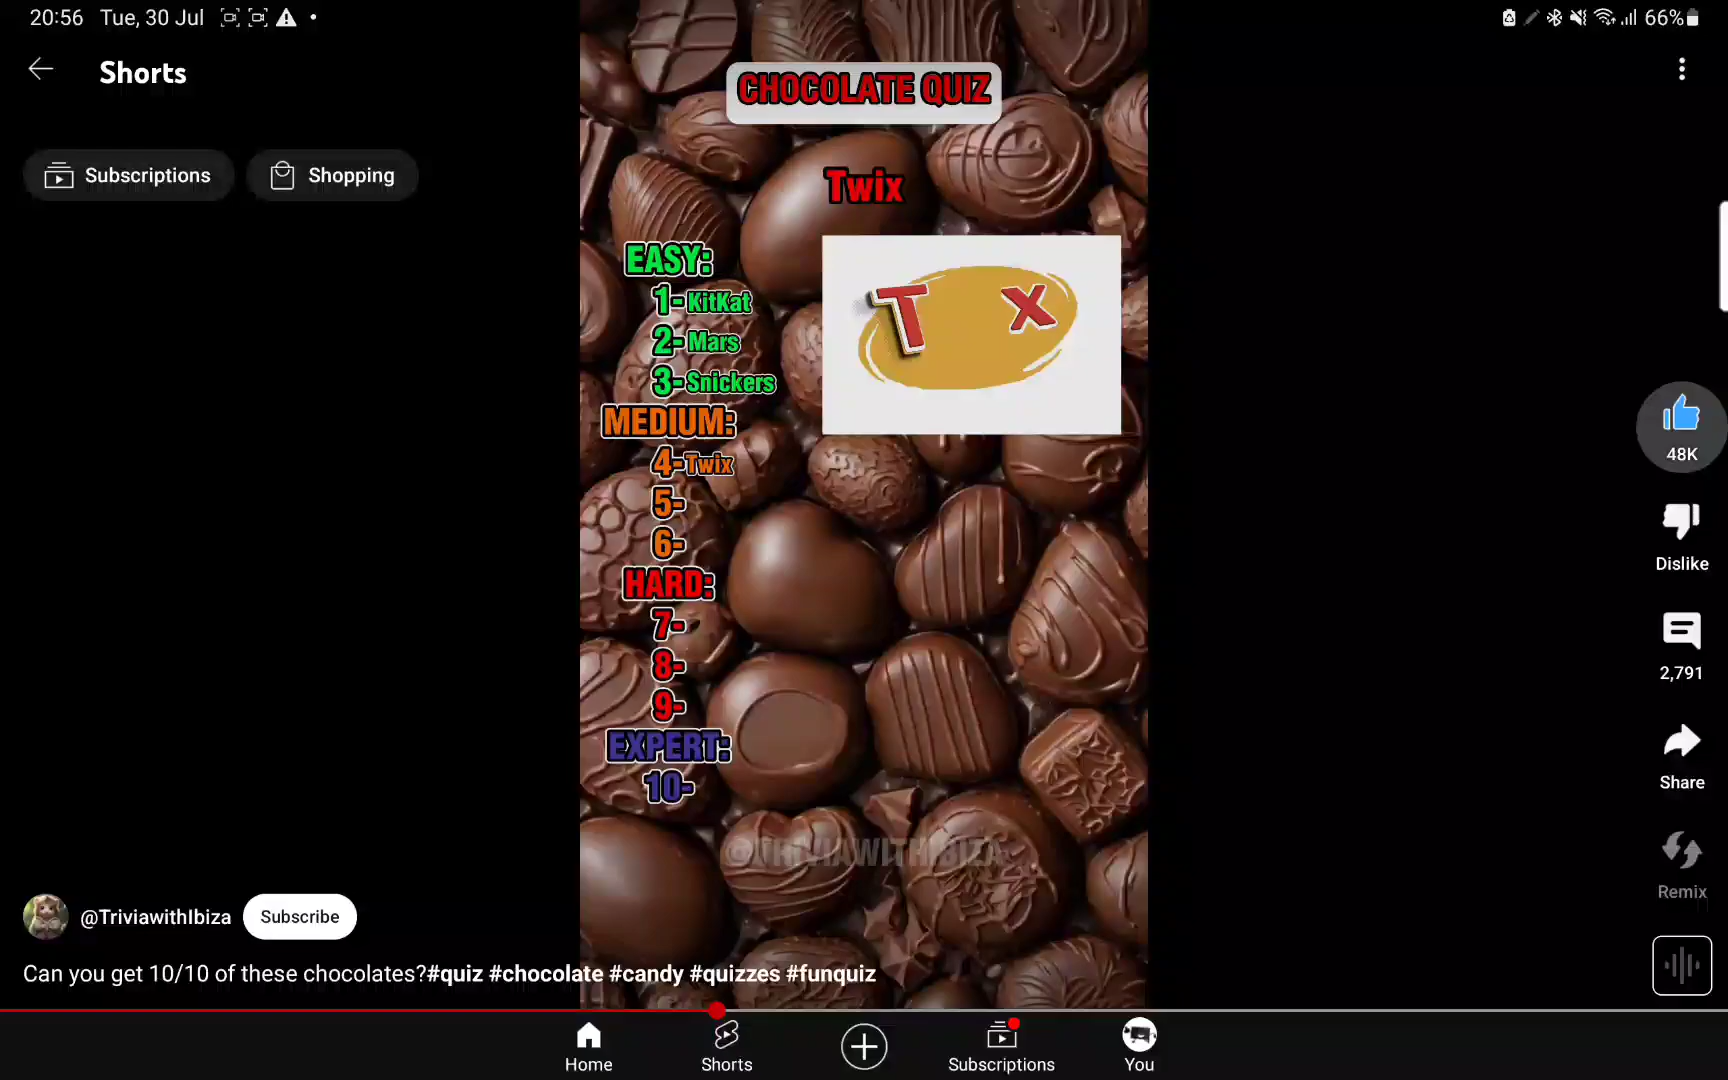 20:56 Tue, 30 Jul
66%
Shorts
Subscriptions
Shopping
CHOCOLATE QUIZ
Twix
T X
EASY:
1- KitKat
2- Mars
3- Snickers
MEDIUM:
4- Twix
5-
6-
HARD:
7-
8-
9-
EXPERT:
10-
@TRIVIAWITHIBIZA
48K
Dislike
2,791
Share
Remix
@TriviawithIbiza Subscribe
Can you get 10/10 of these chocolates?#quiz #chocolate #candy #quizzes #funquiz
Home
Shorts
Subscriptions
You